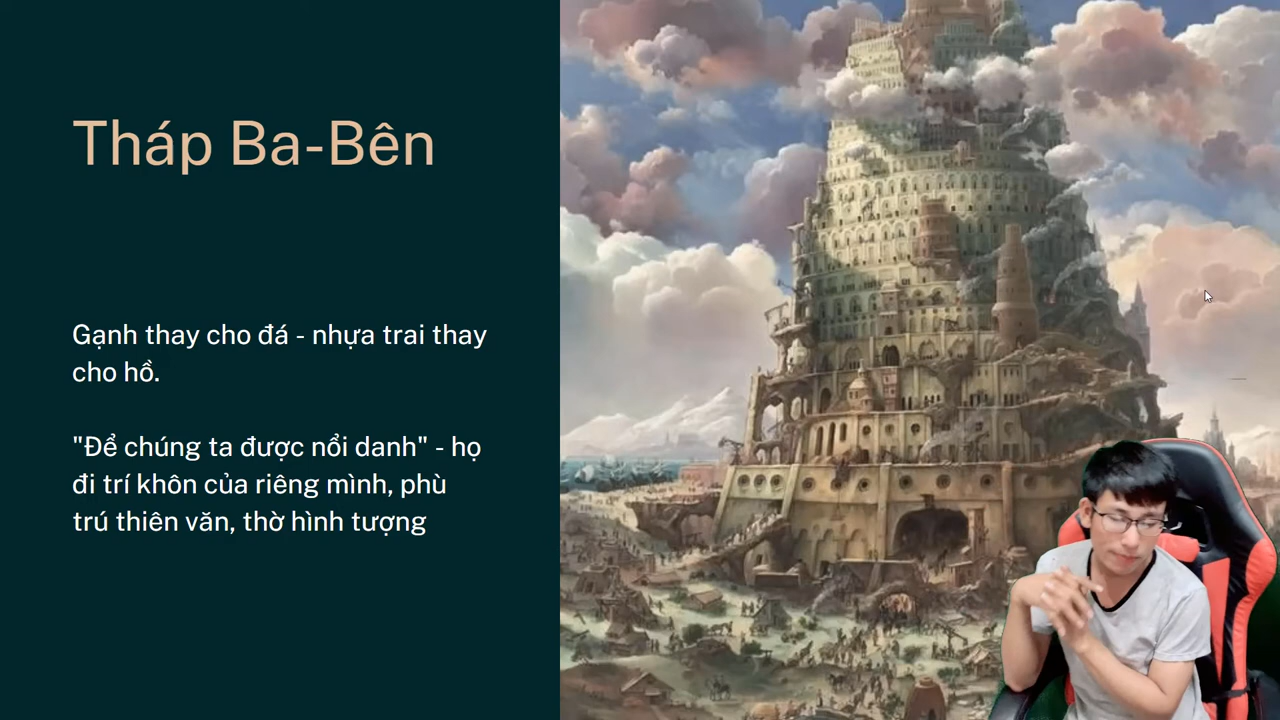 Tháp Ba-Bên
Gạnh thay cho đá - nhựa trai thay
cho hồ.
"Để chúng ta được nổi danh" - họ
đi trí khôn của riêng mình, phù
trú thiên văn, thờ hình tượng